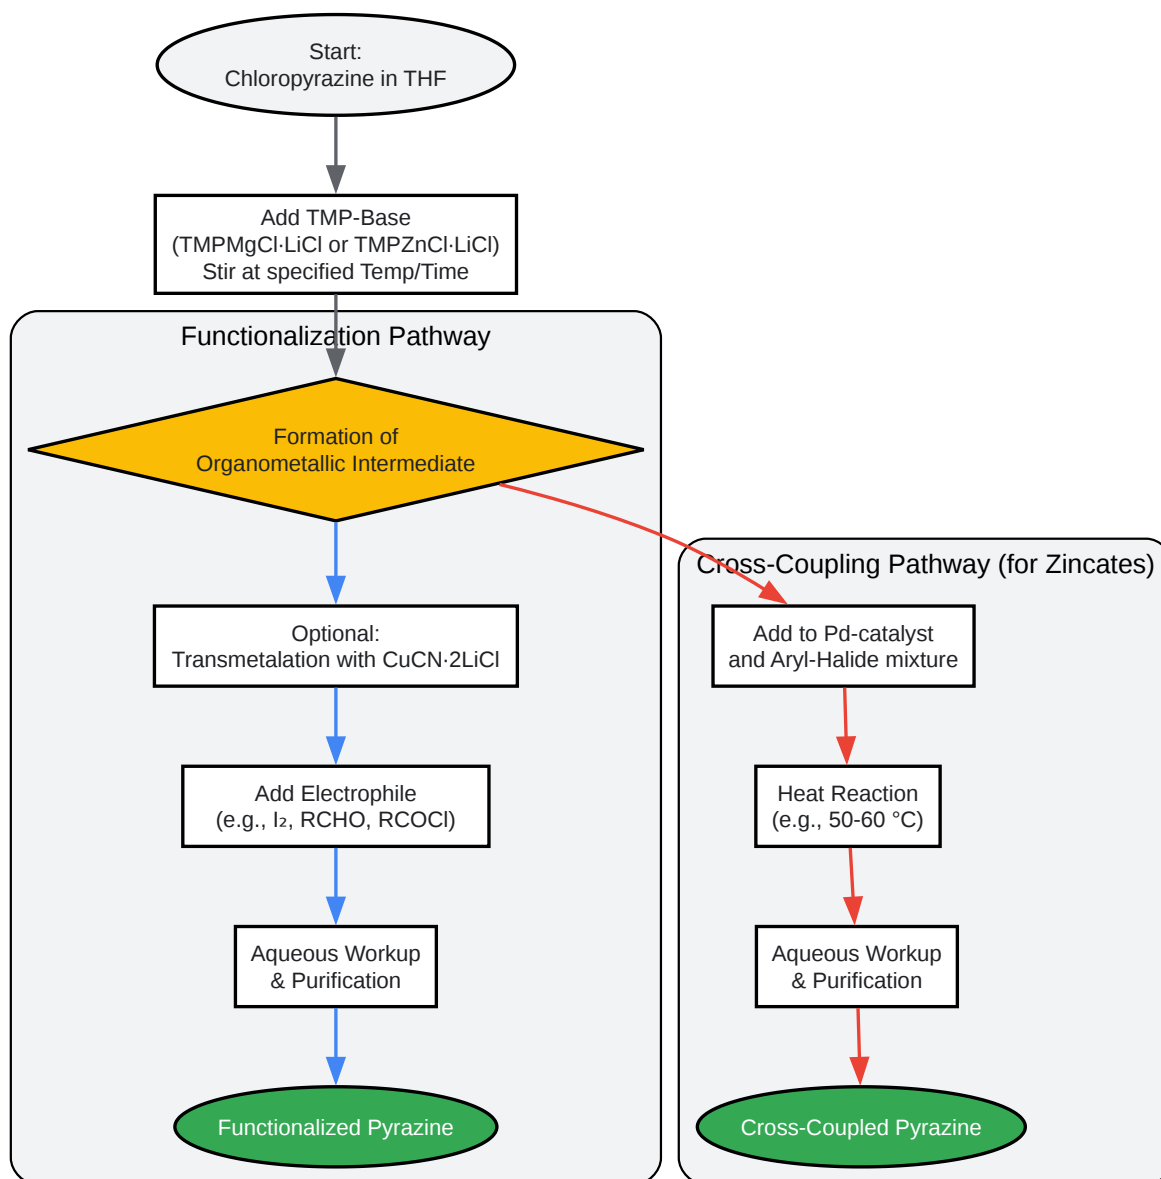 Start:
Chloropyrazine in THF
Add TMP-Base
(TMPMgCl·LiCl or TMPZnCl·LiCl)
Stir at specified Temp/Time
Functionalization Pathway
Formation of
Organometallic Intermediate
Optional:
Transmetalation with CuCN·2LiCl
Add Electrophile
(e.g., I₂, RCHO, RCOCl)
Aqueous Workup
& Purification
Functionalized Pyrazine
Cross-Coupling Pathway (for Zincates)
Add to Pd-catalyst
and Aryl-Halide mixture
Heat Reaction
(e.g., 50-60 °C)
Aqueous Workup
& Purification
Cross-Coupled Pyrazine